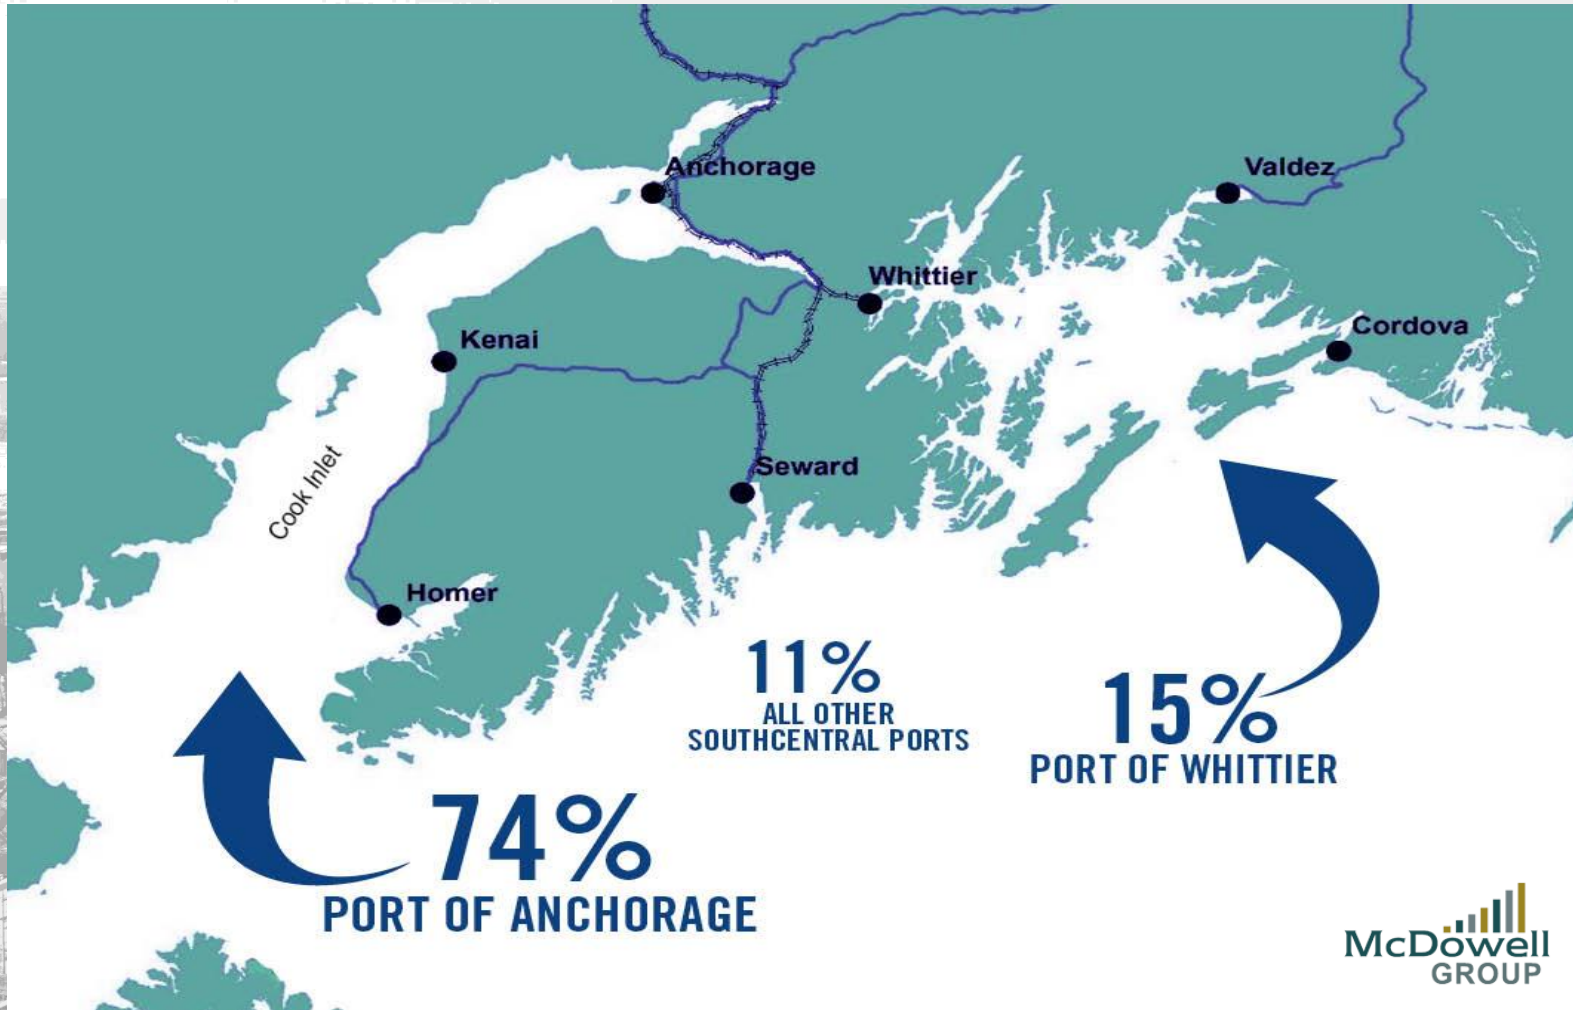 Anchorage
Valdez
Whittier
Cordova
Kenai
Seward
Cook Inlet
Homer
11%
ALL OTHER
SOUTHCENTRAL PORTS
15%
PORT OF WHITTIER
74%
PORT OF ANCHORAGE
McDowell
GROUP